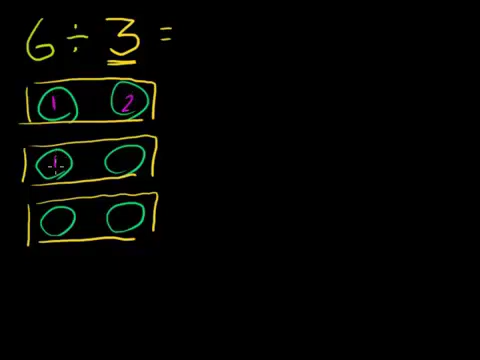 6 ÷ 3 =
1 2
1